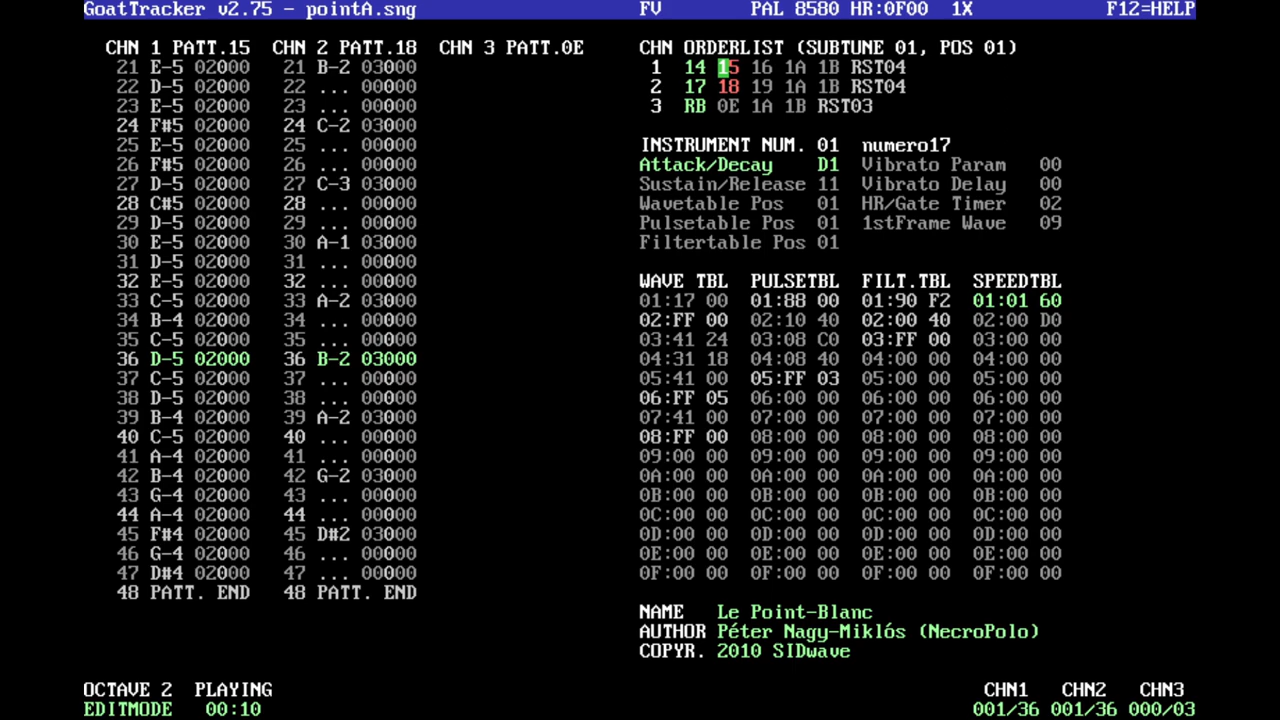 GoatTracker v2.75 - pointA.sng FV PAL 8580 HR:0F00 1X F12=HELP
CHN 1 PATT.15 CHN 2 PATT.18 CHN 3 PATT.0E CHN ORDERLIST (SUBTUNE 01, POS 01)
21 E-5 02000 21 B-2 03000 1 14 15 16 1A 1B RST04
22 D-5 02000 22 ... 00000 2 17 18 19 1A 1B RST04
23 E-5 02000 23 ... 00000 3 RB 0E 1A 1B RST03
24 F#5 02000 24 C-2 03000
25 E-5 02000 25 ... 00000 INSTRUMENT NUM. 01 numero17
26 F#5 02000 26 ... 00000 Attack/Decay D1 Vibrato Param 00
27 D-5 02000 27 C-3 03000 Sustain/Release 11 Vibrato Delay 00
28 C#5 02000 28 ... 00000 Wavetable Pos 01 HR/Gate Timer 02
29 D-5 02000 29 ... 00000 Pulsetable Pos 01 1stFrame Wave 09
30 E-5 02000 30 A-1 03000 Filtertable Pos 01
31 D-5 02000 31 ... 00000
32 E-5 02000 32 ... 00000 WAVE TBL PULSETBL FILT.TBL SPEEDTBL
33 C-5 02000 33 A-2 03000 01:17 00 01:88 00 01:90 F2 01:01 60
34 B-4 02000 34 ... 00000 02:FF 00 02:10 40 02:00 40 02:00 D0
35 C-5 02000 35 ... 00000 03:41 24 03:08 C0 03:FF 00 03:00 00
36 D-5 02000 36 B-2 03000 04:31 18 04:08 40 04:00 00 04:00 00
37 C-5 02000 37 ... 00000 05:41 00 05:FF 03 05:00 00 05:00 00
38 D-5 02000 38 ... 00000 06:FF 05 06:00 00 06:00 00 06:00 00
39 B-4 02000 39 A-2 03000 07:41 00 07:00 00 07:00 00 07:00 00
40 C-5 02000 40 ... 00000 08:FF 00 08:00 00 08:00 00 08:00 00
41 A-4 02000 41 ... 00000 09:00 00 09:00 00 09:00 00 09:00 00
42 B-4 02000 42 G-2 03000 0A:00 00 0A:00 00 0A:00 00 0A:00 00
43 G-4 02000 43 ... 00000 0B:00 00 0B:00 00 0B:00 00 0B:00 00
44 A-4 02000 44 ... 00000 0C:00 00 0C:00 00 0C:00 00 0C:00 00
45 F#4 02000 45 D#2 03000 0D:00 00 0D:00 00 0D:00 00 0D:00 00
46 G-4 02000 46 ... 00000 0E:00 00 0E:00 00 0E:00 00 0E:00 00
47 D#4 02000 47 ... 00000 0F:00 00 0F:00 00 0F:00 00 0F:00 00
48 PATT. END 48 PATT. END
NAME Le Point-Blanc
AUTHOR Péter Nagy-Miklós (NecroPolo)
COPYR. 2010 SIDwave
OCTAVE 2 PLAYING CHN1 CHN2 CHN3
EDITMODE 00:10 001/36 001/36 000/03